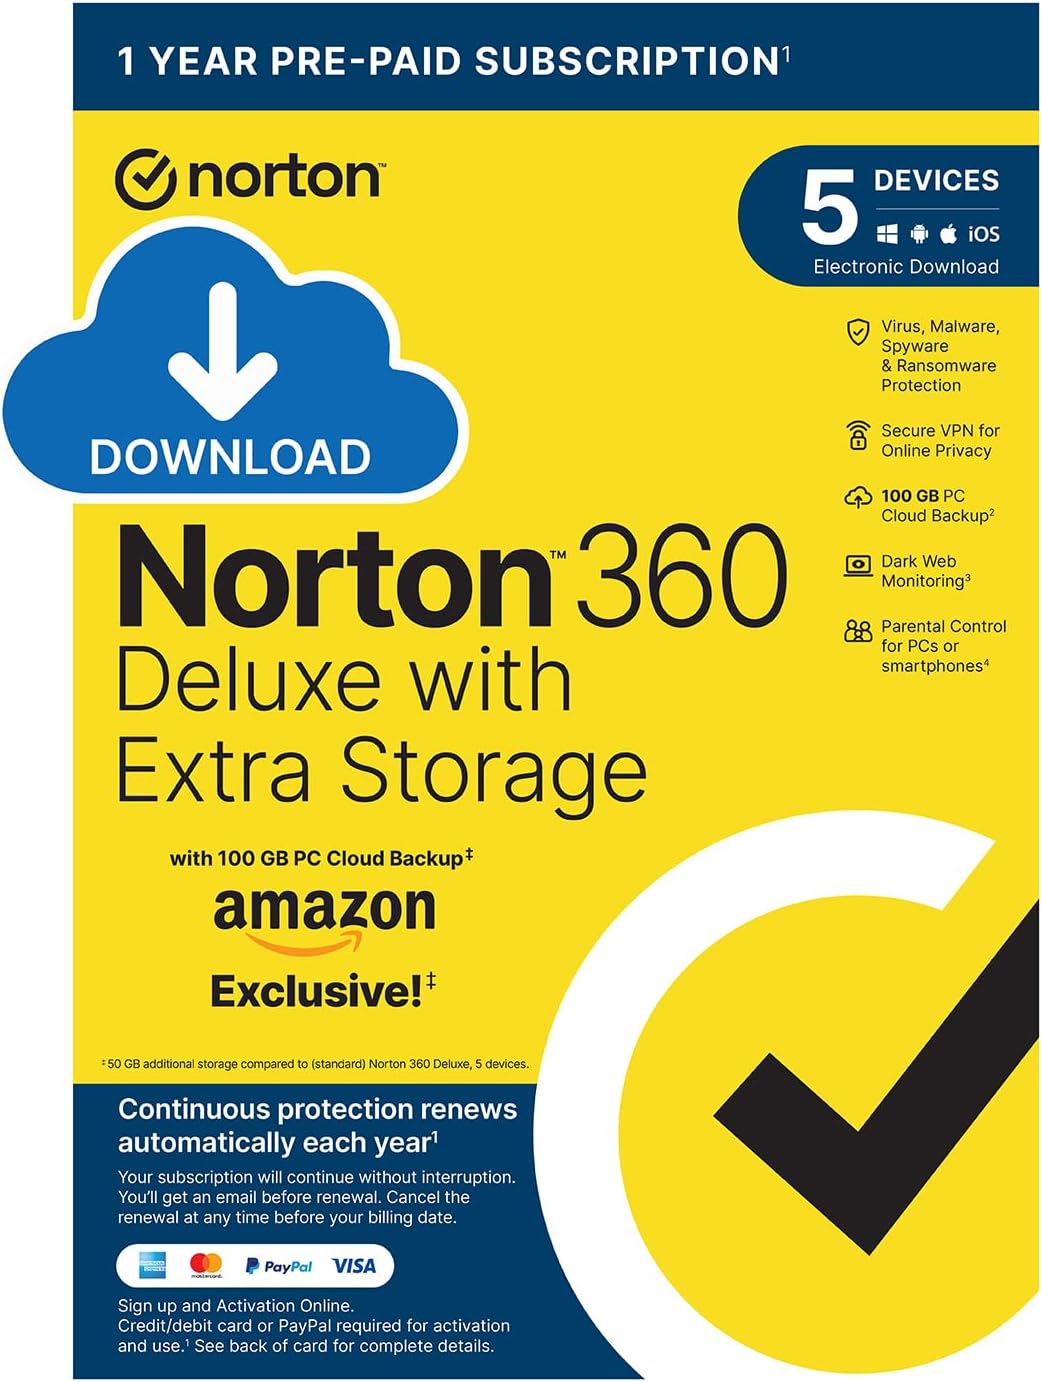 1 YEAR PRE-PAID SUBSCRIPTION¹
norton™
5 DEVICES
iOS
Electronic Download
DOWNLOAD
Virus, Malware,
Spyware
& Ransomware
Protection
Secure VPN for
Online Privacy
100 GB PC
Cloud Backup²
Dark Web
Monitoring³
Parental Control
for PCs or
smartphones⁴
Norton™ 360
Deluxe with
Extra Storage
with 100 GB PC Cloud Backup‡
amazon
Exclusive!‡
‡ 50 GB additional storage compared to (standard) Norton 360 Deluxe, 5 devices.
Continuous protection renews
automatically each year¹
Your subscription will continue without interruption.
You'll get an email before renewal. Cancel the
renewal at any time before your billing date.
AMERICAN EXPRESS mastercard. PayPal VISA
Sign up and Activation Online.
Credit/debit card or PayPal required for activation
and use.¹ See back of card for complete details.